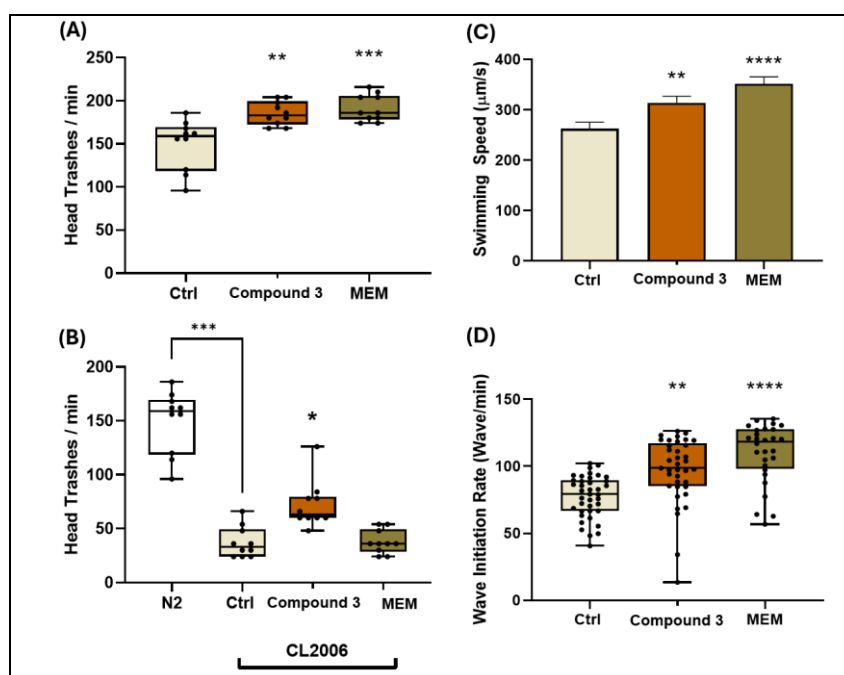 (A)
** ***
250
200
150
100
50
0
Head Trashes / min
Ctrl Compound 3 MEM
(B)
***
*
200
150
100
50
0
Head Trashes / min
N2 Ctrl Compound 3 MEM
CL2006
(C)
** ****
400
300
200
100
0
Swimming Speed (μm/s)
Ctrl Compound 3 MEM
(D)
** ****
150
100
50
0
Wave Initiation Rate (Wave/min)
Ctrl Compound 3 MEM